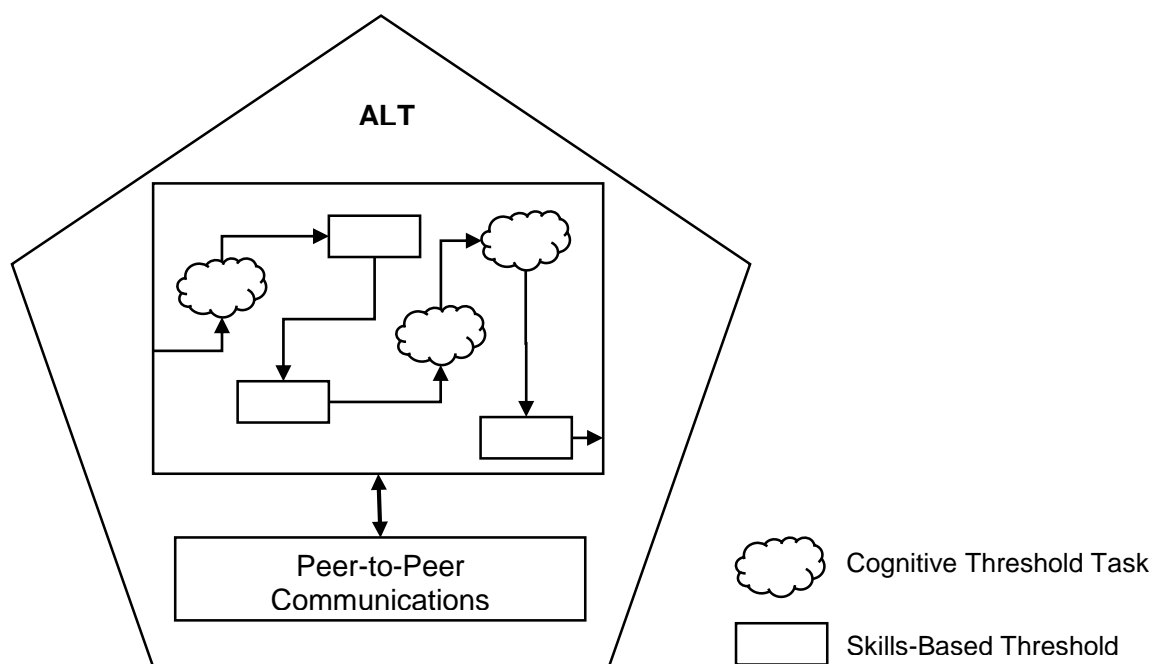 ALT
Peer-to-Peer
Communications
Cognitive Threshold Task
Skills-Based Threshold